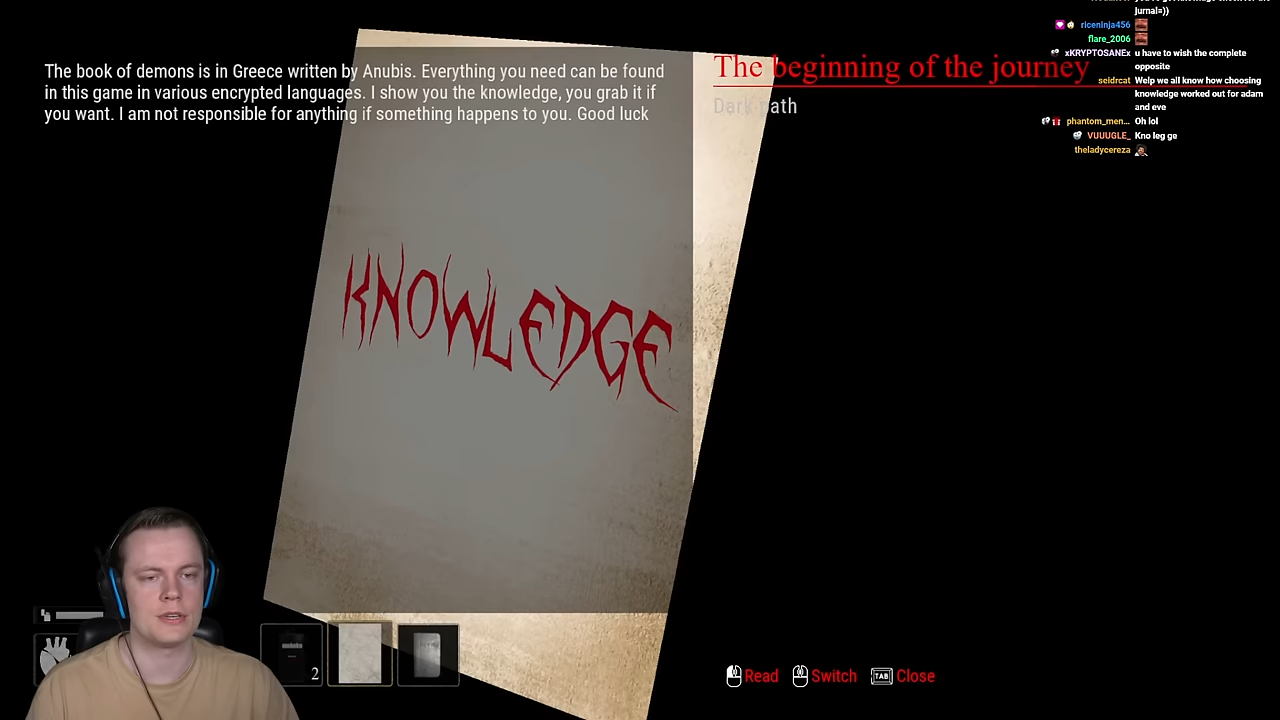 The book of demons is in Greece written by Anubis. Everything you need can be found
in this game in various encrypted languages. I show you the knowledge, you grab it if
you want. I am not responsible for anything if something happens to you. Good luck
The beginning of the journey
Dark path
KNOWLEDGE
jurnal=))
riceninja456
flare_2006
xKRYPTOSANEx u have to wish the complete
opposite
seidrcat Welp we all know how choosing
knowledge worked out for adam
and eve
phantom_men... Oh lol
VUUUGLE_ Kno leg ge
theladycereza
2
Read Switch TAB Close